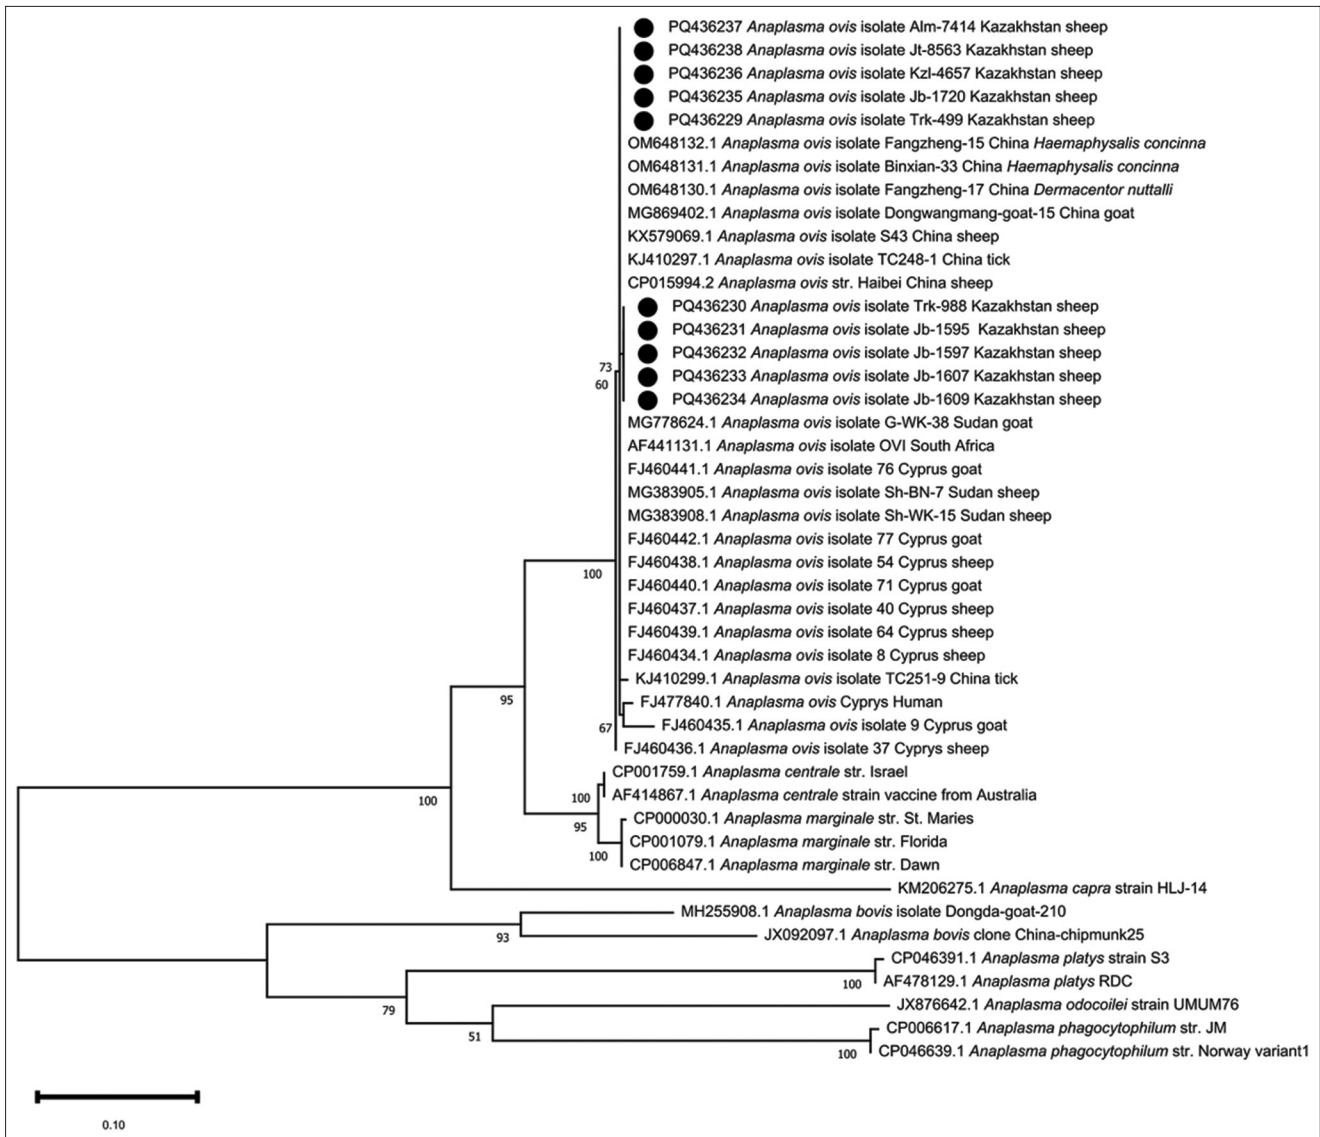 PQ436237 Anaplasma ovis isolate Alm-7414 Kazakhstan sheep
PQ436238 Anaplasma ovis isolate Jt-8563 Kazakhstan sheep
PQ436236 Anaplasma ovis isolate Kzl-4657 Kazakhstan sheep
PQ436235 Anaplasma ovis isolate Jb-1720 Kazakhstan sheep
PQ436229 Anaplasma ovis isolate Trk-499 Kazakhstan sheep
OM648132.1 Anaplasma ovis isolate Fangzheng-15 China Haemaphysalis concinna
OM648131.1 Anaplasma ovis isolate Binxian-33 China Haemaphysalis concinna
OM648130.1 Anaplasma ovis isolate Fangzheng-17 China Dermacentor nuttalli
MG869402.1 Anaplasma ovis isolate Dongwangmang-goat-15 China goat
KX579069.1 Anaplasma ovis isolate S43 China sheep
KJ410297.1 Anaplasma ovis isolate TC248-1 China tick
CP015994.2 Anaplasma ovis str. Haibei China sheep
PQ436230 Anaplasma ovis isolate Trk-988 Kazakhstan sheep
PQ436231 Anaplasma ovis isolate Jb-1595 Kazakhstan sheep
PQ436232 Anaplasma ovis isolate Jb-1597 Kazakhstan sheep
73
PQ436233 Anaplasma ovis isolate Jb-1607 Kazakhstan sheep
60
PQ436234 Anaplasma ovis isolate Jb-1609 Kazakhstan sheep
MG778624.1 Anaplasma ovis isolate G-WK-38 Sudan goat
AF441131.1 Anaplasma ovis isolate OVI South Africa
FJ460441.1 Anaplasma ovis isolate 76 Cyprus goat
MG383905.1 Anaplasma ovis isolate Sh-BN-7 Sudan sheep
MG383908.1 Anaplasma ovis isolate Sh-WK-15 Sudan sheep
FJ460442.1 Anaplasma ovis isolate 77 Cyprus goat
FJ460438.1 Anaplasma ovis isolate 54 Cyprus sheep
100
FJ460440.1 Anaplasma ovis isolate 71 Cyprus goat
FJ460437.1 Anaplasma ovis isolate 40 Cyprus sheep
FJ460439.1 Anaplasma ovis isolate 64 Cyprus sheep
FJ460434.1 Anaplasma ovis isolate 8 Cyprus sheep
KJ410299.1 Anaplasma ovis isolate TC251-9 China tick
95
FJ477840.1 Anaplasma ovis Cyprys Human
67
FJ460435.1 Anaplasma ovis isolate 9 Cyprus goat
FJ460436.1 Anaplasma ovis isolate 37 Cyprys sheep
CP001759.1 Anaplasma centrale str. Israel
100
100
AF414867.1 Anaplasma centrale strain vaccine from Australia
CP000030.1 Anaplasma marginale str. St. Maries
95
CP001079.1 Anaplasma marginale str. Florida
100
CP006847.1 Anaplasma marginale str. Dawn
KM206275.1 Anaplasma capra strain HLJ-14
MH255908.1 Anaplasma bovis isolate Dongda-goat-210
93
JX092097.1 Anaplasma bovis clone China-chipmunk25
CP046391.1 Anaplasma platys strain S3
100
AF478129.1 Anaplasma platys RDC
JX876642.1 Anaplasma odocoilei strain UMUM76
79
CP006617.1 Anaplasma phagocytophilum str. JM
51
100
CP046639.1 Anaplasma phagocytophilum str. Norway variant1
0.10